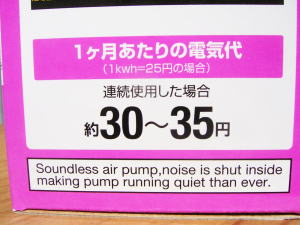 1ヶ月あたりの電気代
(1kwh=25円の場合)
連続使用した場合
約30〜35円
Soundless air pump,noise is shut inside
making pump running quiet than ever.